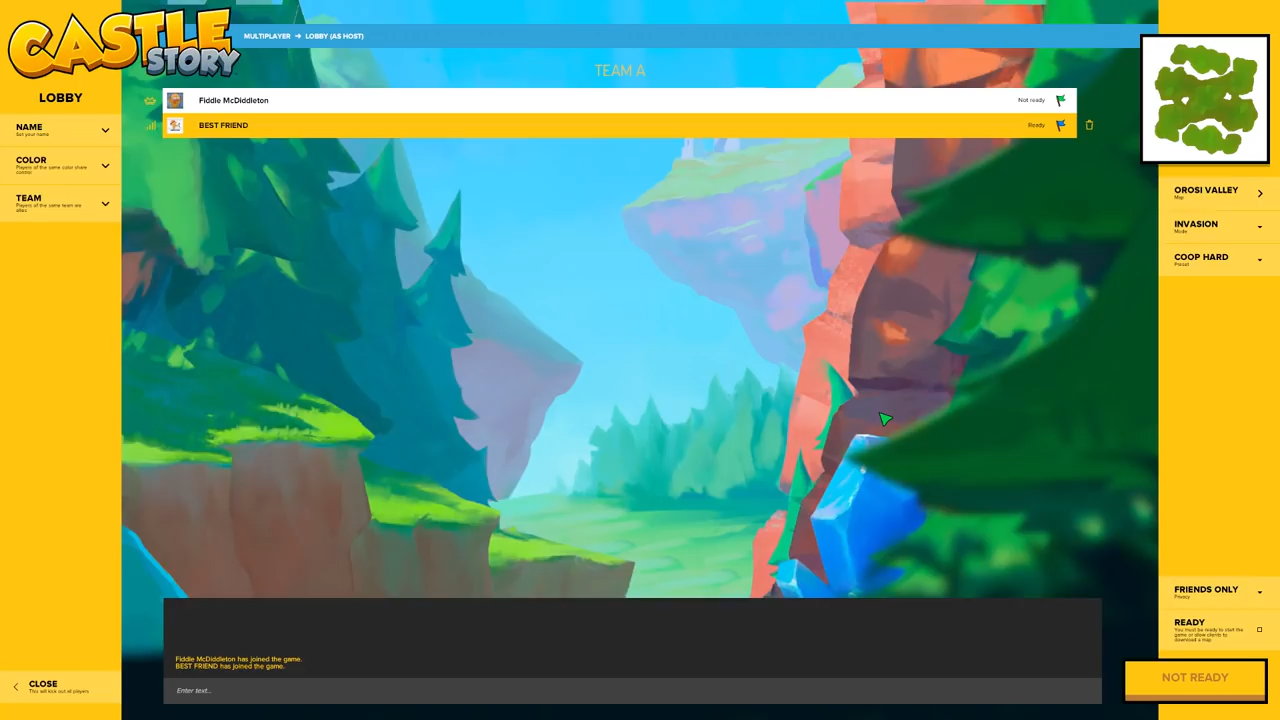 CASTLE
STORY
MULTIPLAYER → LOBBY (AS HOST)
TEAM A
LOBBY
NAME
Set your name
COLOR
Players of the same color share
control
TEAM
Players of the same team are
allies
Fiddle McDiddleton
Not ready
BEST FRIEND
Ready
OROSI VALLEY
Map
INVASION
Mode
COOP HARD
Preset
Fiddle McDiddleton has joined the game.
BEST FRIEND has joined the game.
Enter text...
CLOSE
This will kick out all players
FRIENDS ONLY
Privacy
READY
You must be ready to start the
game or allow clients to
download a map
NOT READY